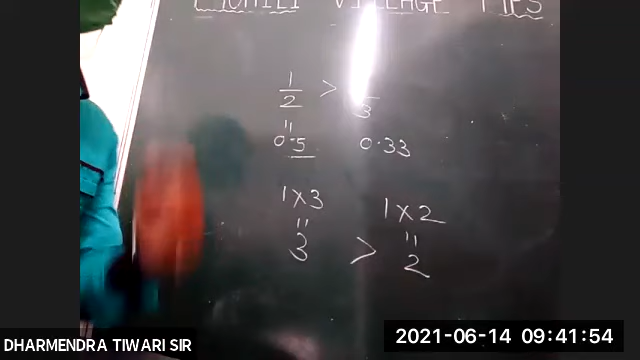 VILLAGE TIPS
1/2 > 1/3
" 
0.5 0.33
1x3 1x2
" "
3 > 2
DHARMENDRA TIWARI SIR
2021-06-14 09:41:54